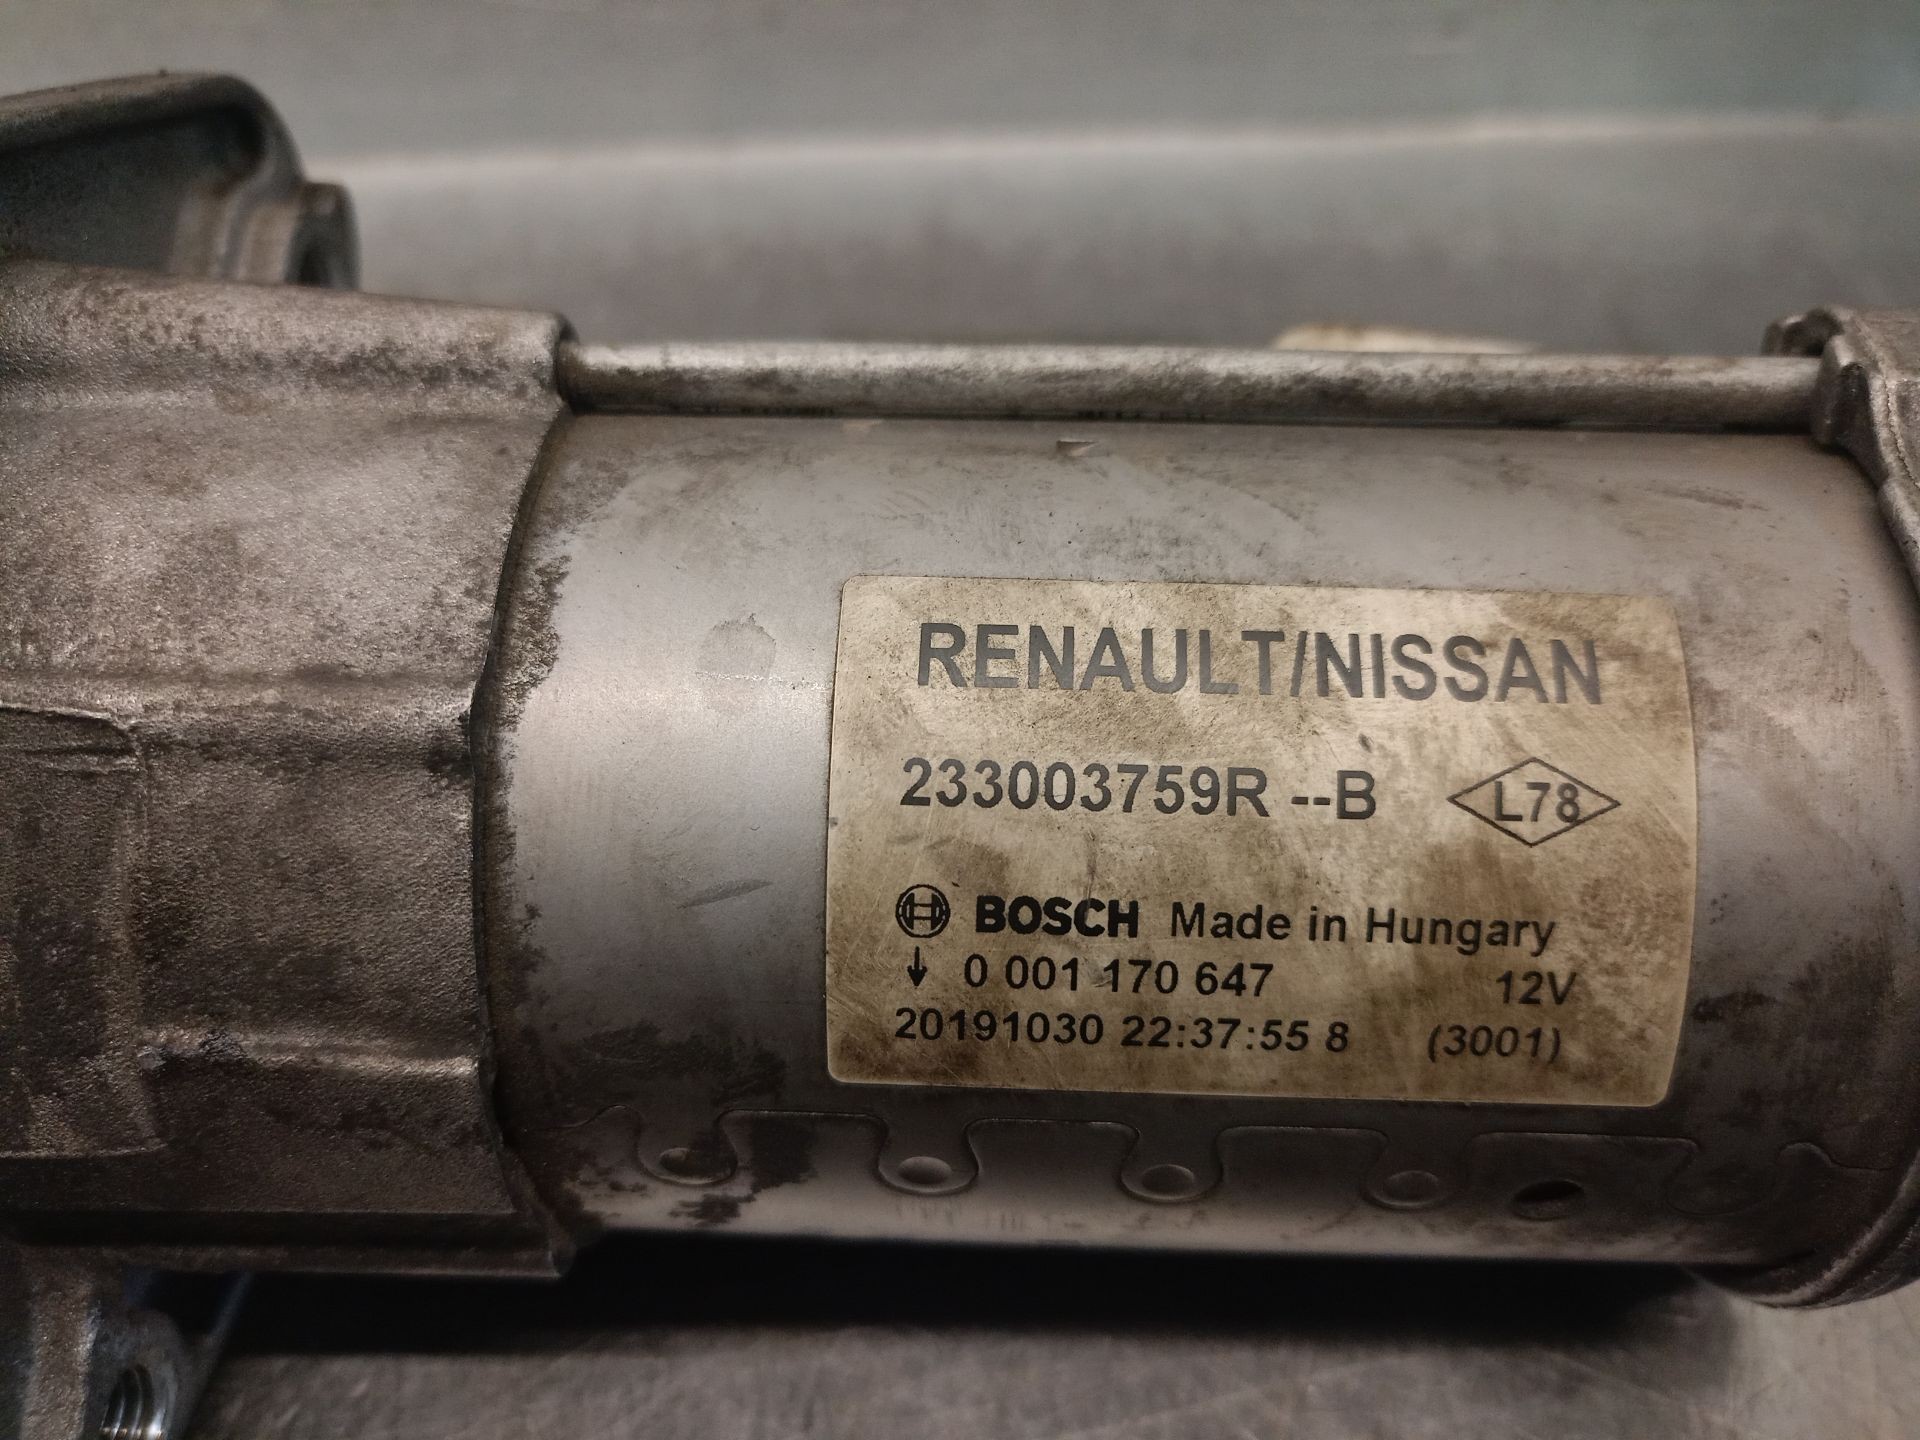 RENAULT/NISSAN
233003759R --B L78
BOSCH Made in Hungary
↓ 0 001 170 647 12V
20191030 22:37:55 8 (3001)